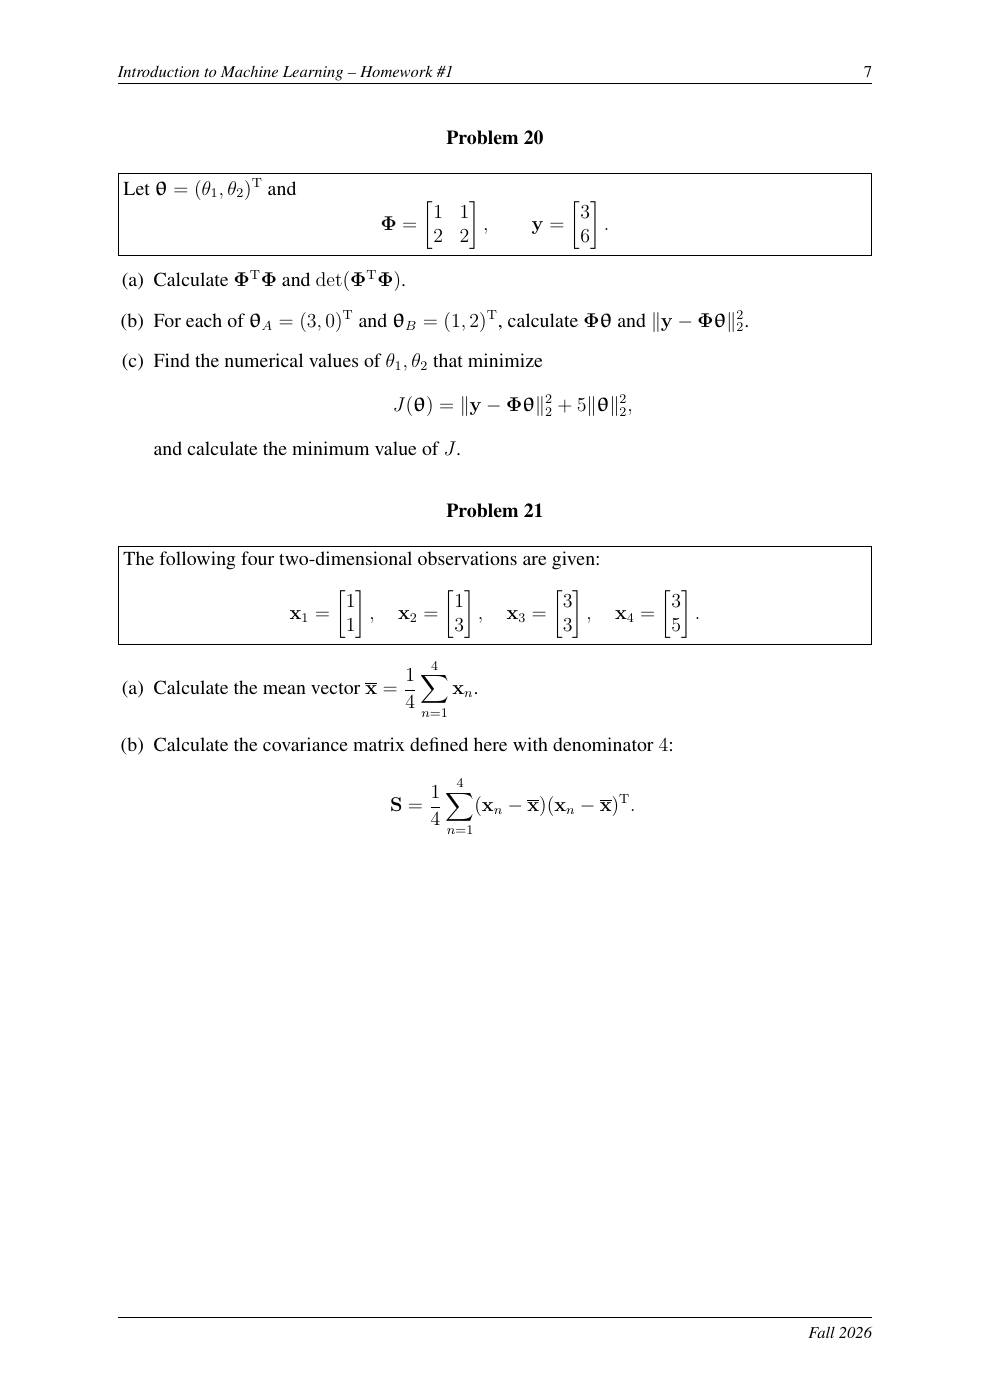 Introduction to Machine Learning – Homework #1 7
Problem 20
Let θ = (θ₁, θ₂)ᵀ and
Φ = [1 1; 2 2], y = [3; 6].
(a) Calculate ΦᵀΦ and det(ΦᵀΦ).
(b) For each of θ_A = (3, 0)ᵀ and θ_B = (1, 2)ᵀ, calculate Φθ and ‖y − Φθ‖₂².
(c) Find the numerical values of θ₁, θ₂ that minimize
J(θ) = ‖y − Φθ‖₂² + 5‖θ‖₂²,
and calculate the minimum value of J.
Problem 21
The following four two-dimensional observations are given:
x₁ = [1; 1], x₂ = [1; 3], x₃ = [3; 3], x₄ = [3; 5].
(a) Calculate the mean vector x̄ = 1/4 ∑_{n=1}^{4} xₙ.
(b) Calculate the covariance matrix defined here with denominator 4:
S = 1/4 ∑_{n=1}^{4} (xₙ − x̄)(xₙ − x̄)ᵀ.
Fall 2026